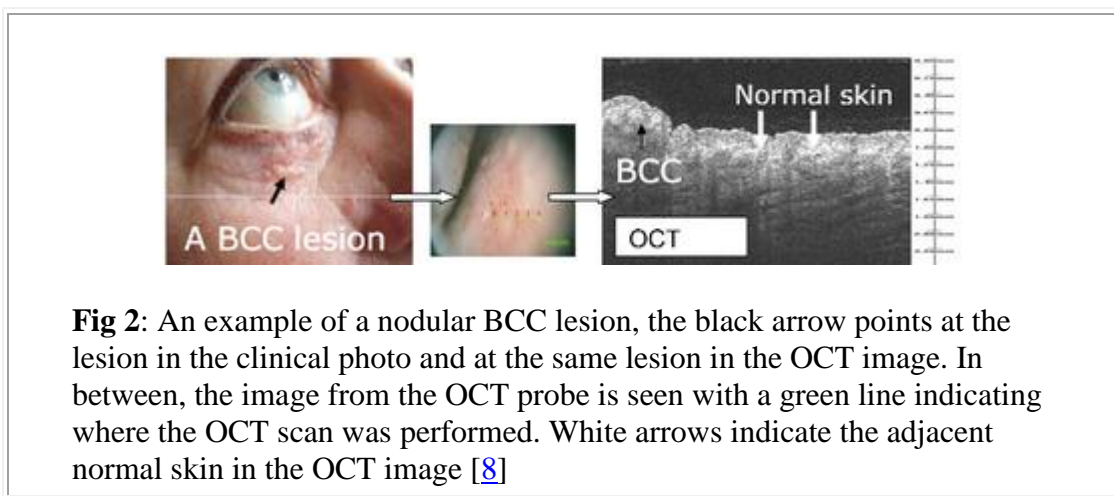 Normal skin
BCC
A BCC lesion
OCT
Fig 2: An example of a nodular BCC lesion, the black arrow points at the
lesion in the clinical photo and at the same lesion in the OCT image. In
between, the image from the OCT probe is seen with a green line indicating
where the OCT scan was performed. White arrows indicate the adjacent
normal skin in the OCT image [8]